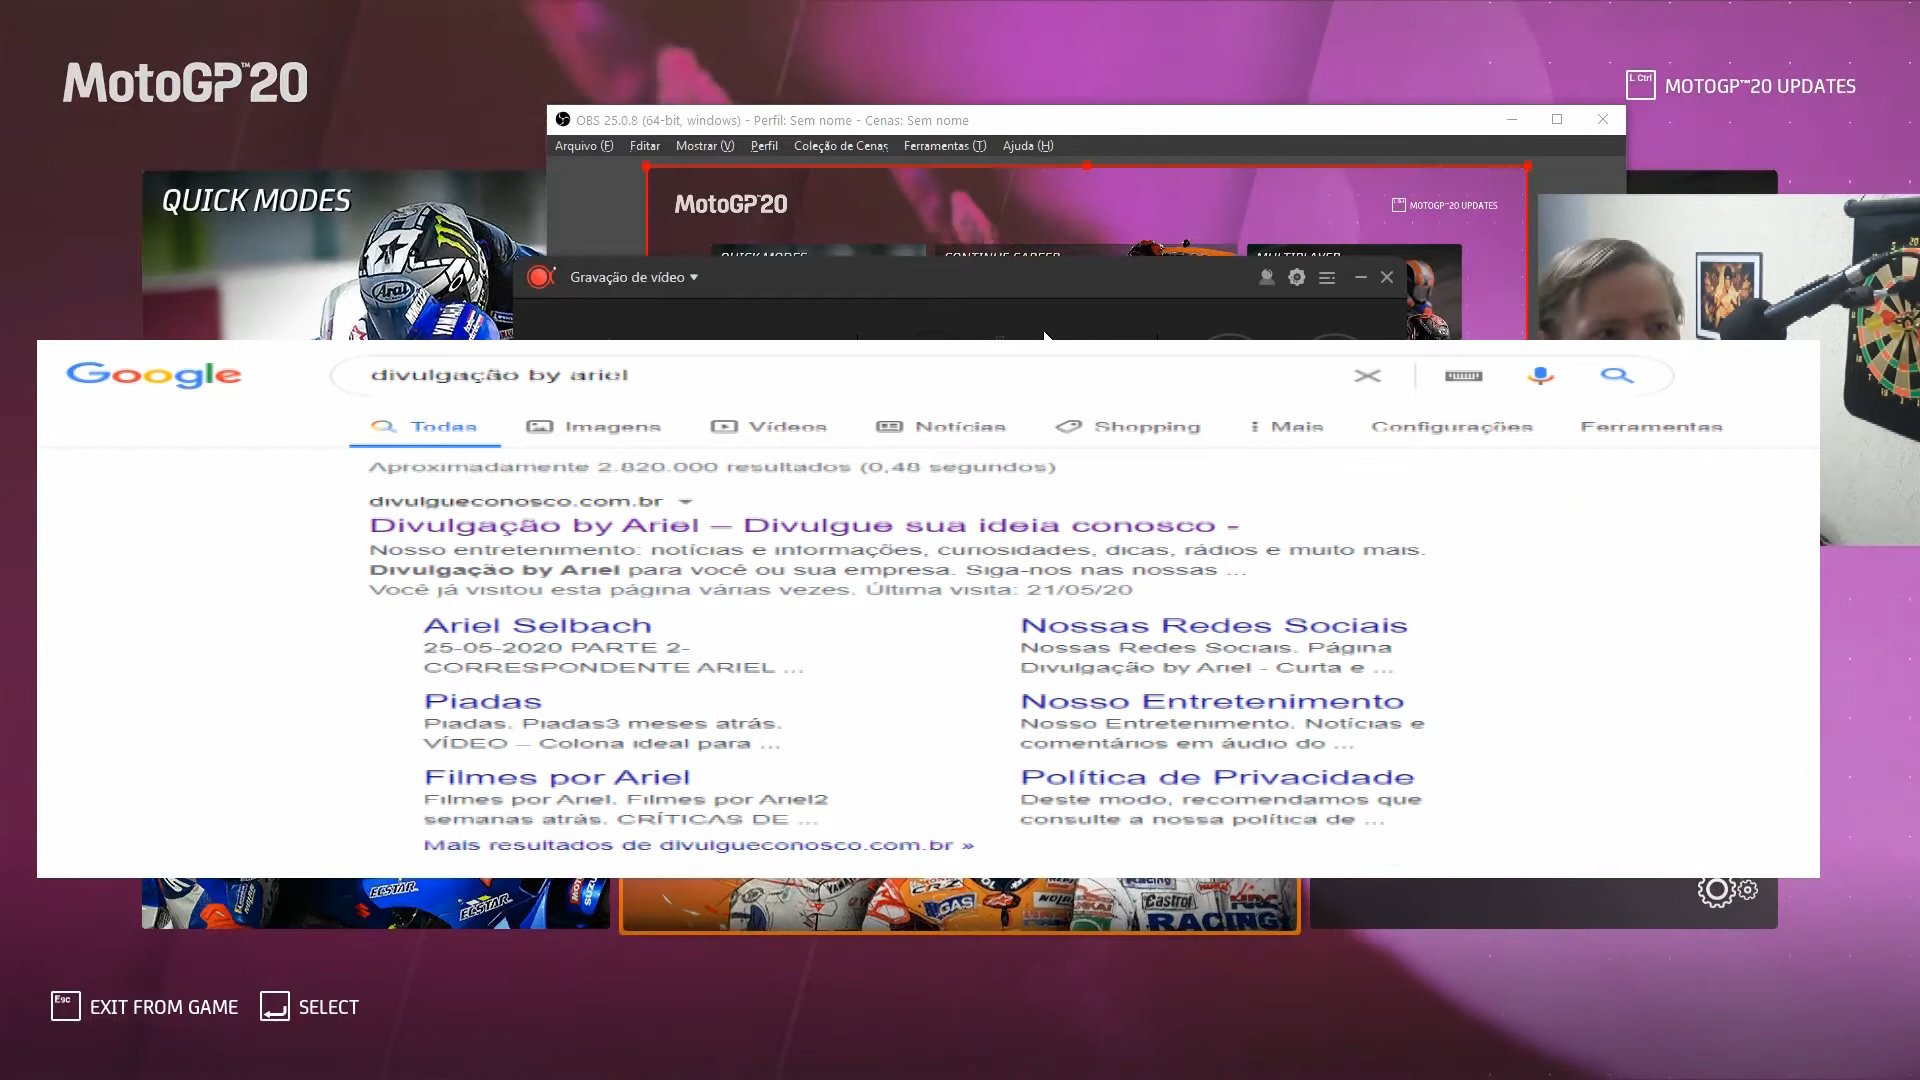 MotoGP™20
L Ctrl MOTOGP™20 UPDATES
OBS 25.0.8 (64-bit, windows) - Perfil: Sem nome - Cenas: Sem nome
Arquivo (F) Editar Mostrar (V) Perfil Coleção de Cenas Ferramentas (T) Ajuda (H)
QUICK MODES
MotoGP™20
MOTOGP™20 UPDATES
Gravação de vídeo
Arai
Google
divulgação by ariel
Todas Imagens Vídeos Notícias Shopping Mais Configurações Ferramentas
Aproximadamente 2.820.000 resultados (0,48 segundos)
divulgueconosco.com.br
Divulgação by Ariel – Divulgue sua ideia conosco -
Nosso entretenimento: notícias e informações, curiosidades, dicas, rádios e muito mais.
Divulgação by Ariel para você ou sua empresa. Siga-nos nas nossas ...
Você já visitou esta página várias vezes. Última visita: 21/05/20
Ariel Selbach
25-05-2020 PARTE 2-
CORRESPONDENTE ARIEL ...
Nossas Redes Sociais
Nossas Redes Sociais. Página
Divulgação by Ariel - Curta e ...
Piadas
Piadas. Piadas3 meses atrás.
VÍDEO – Colona ideal para ...
Nosso Entretenimento
Nosso Entretenimento. Notícias e
comentários em áudio do ...
Filmes por Ariel
Filmes por Ariel. Filmes por Ariel2
semanas atrás. CRÍTICAS DE ...
Política de Privacidade
Deste modo, recomendamos que
consulte a nossa política de ...
Mais resultados de divulgueconosco.com.br »
ECSTAR
ECSTAR
GAS
Castrol
RACING
Esc EXIT FROM GAME SELECT